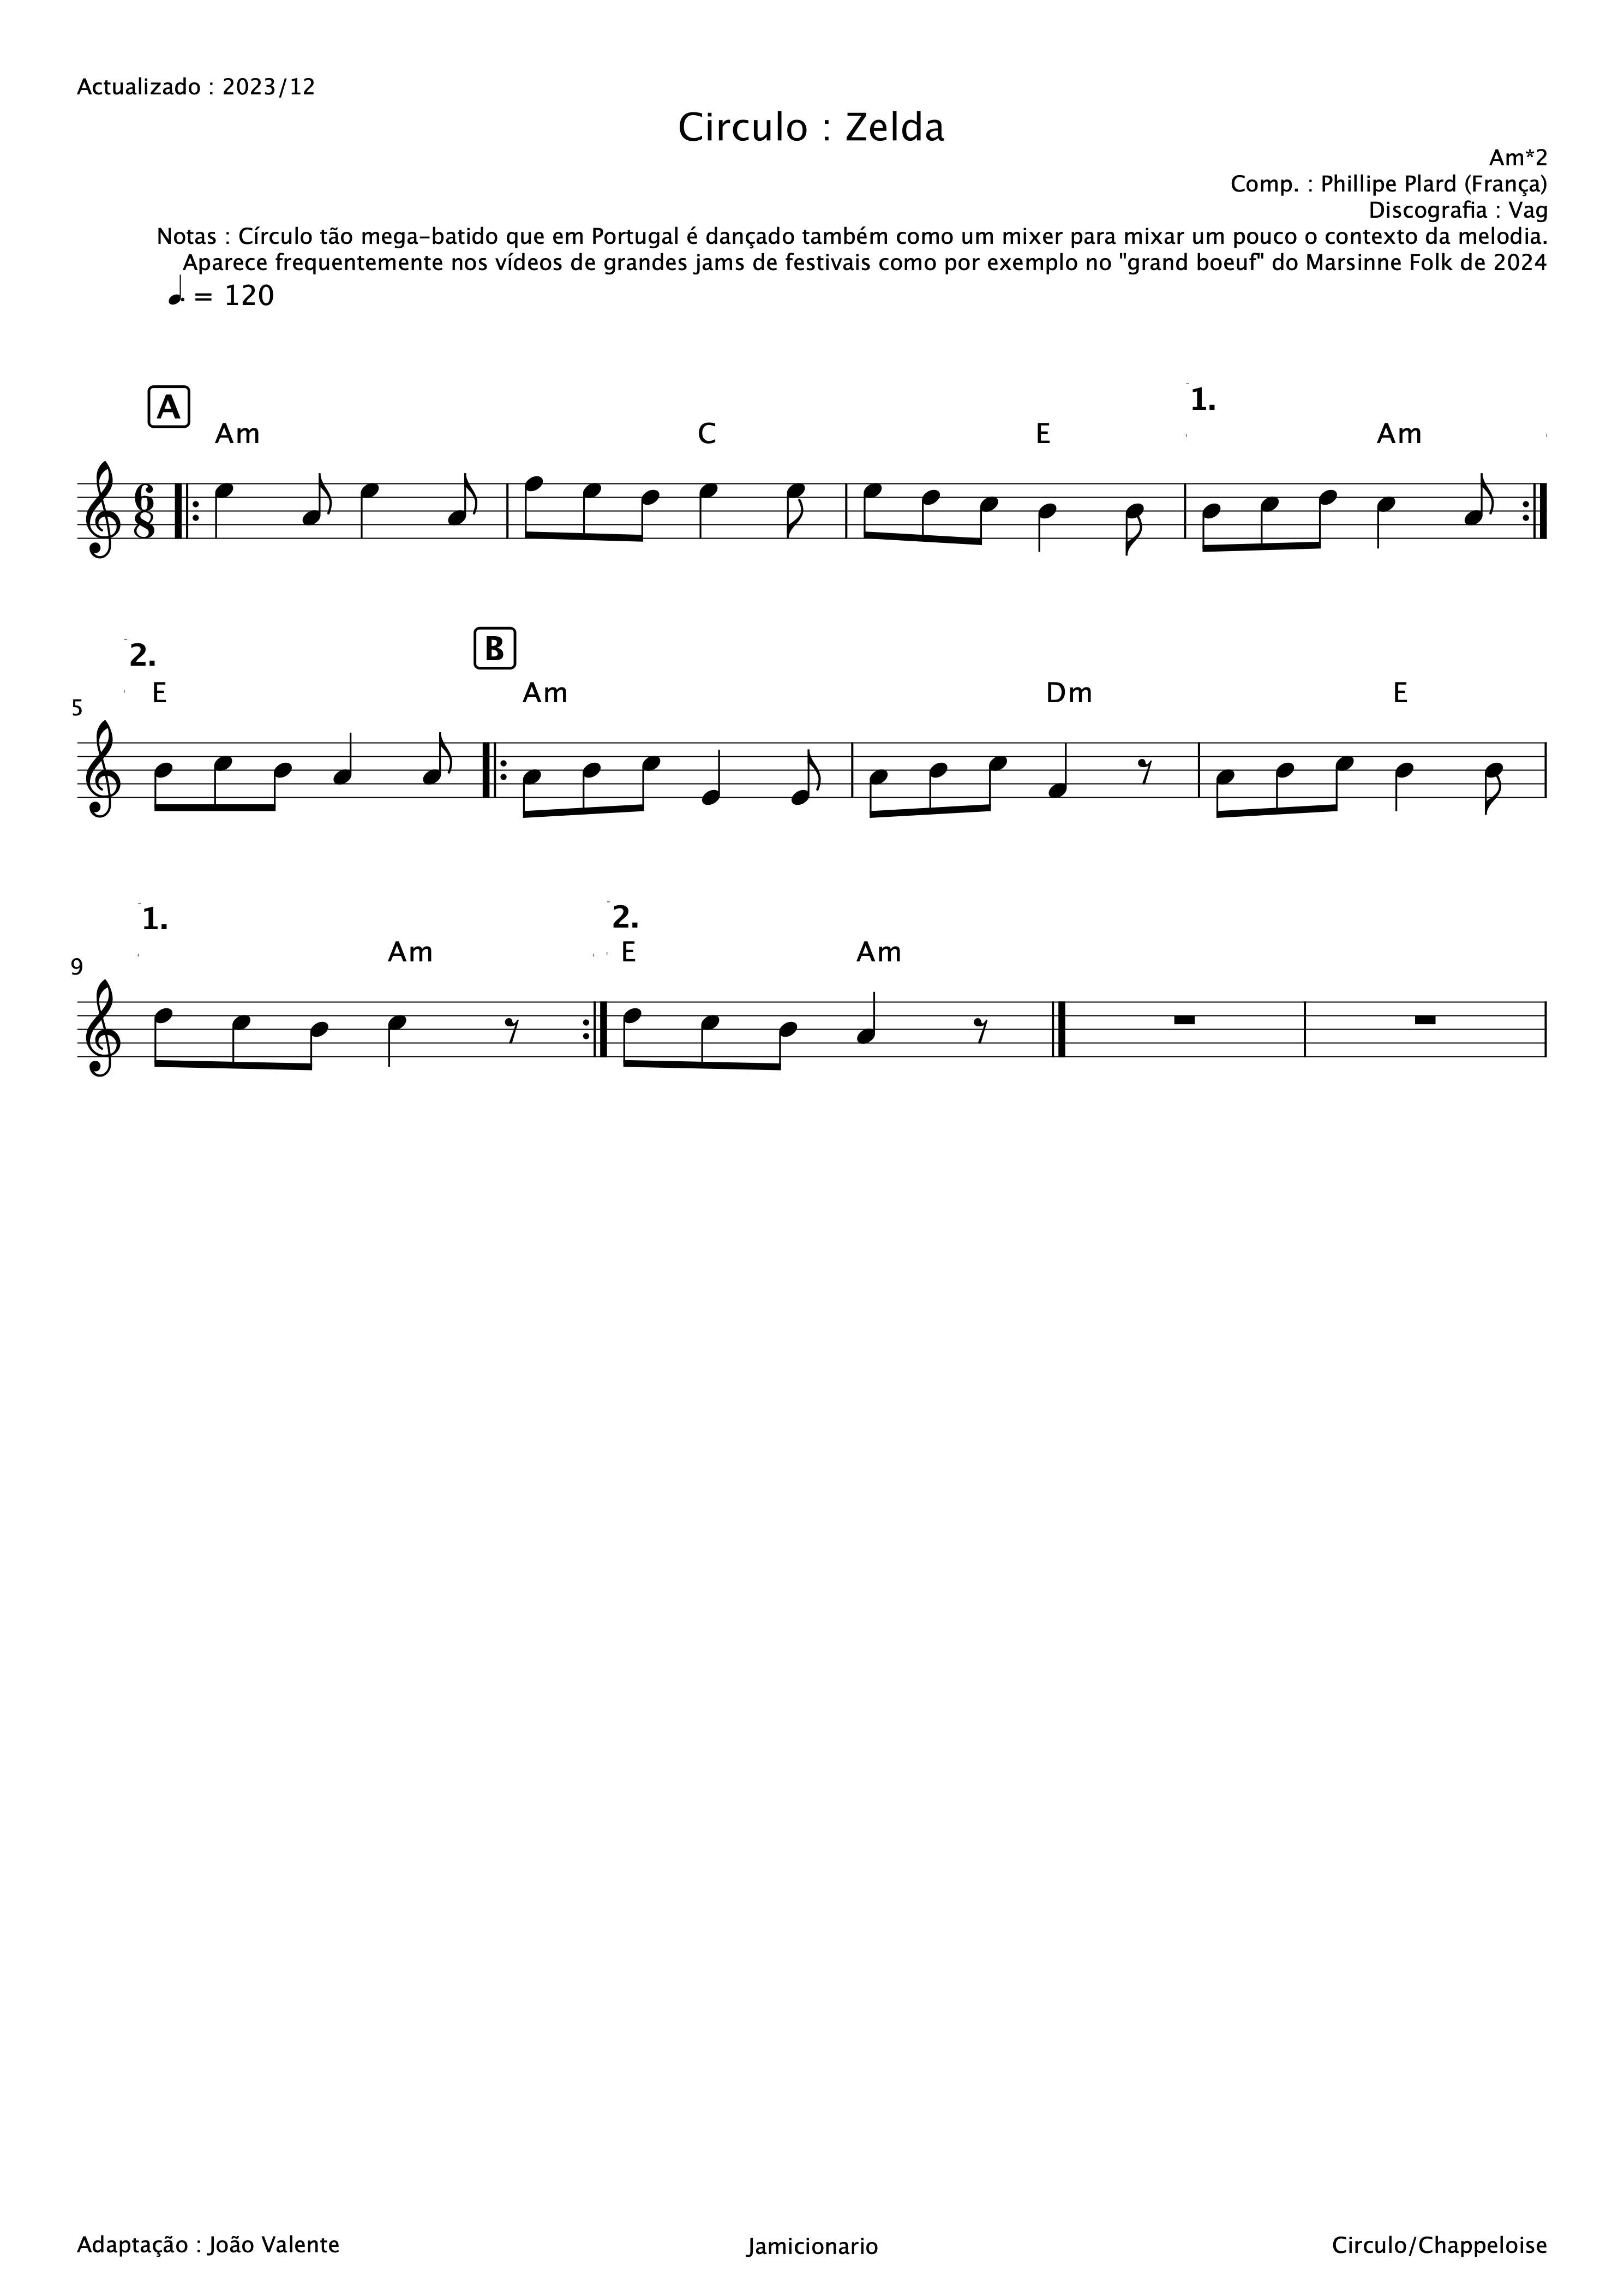 Actualizado : 2023/12
Circulo : Zelda
Am*2
Comp. : Phillipe Plard (França)
Discografia : Vag
Notas : Círculo tão mega-batido que em Portugal é dançado também como um mixer para mixar um pouco o contexto da melodia.
Aparece frequentemente nos vídeos de grandes jams de festivais como por exemplo no "grand boeuf" do Marsinne Folk de 2024
= 120
A 1.
Am C E Am
6
8
2. B
5 E Am Dm E
1. 2.
9 Am E Am
Adaptação : João Valente Jamicionario Circulo/Chappeloise